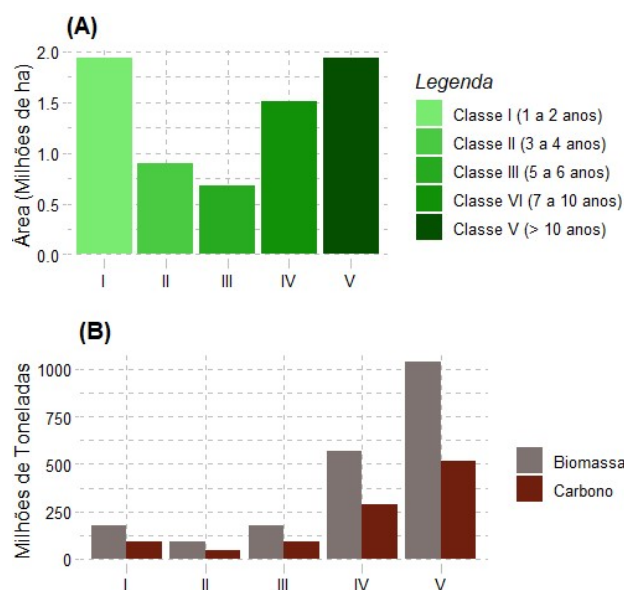 (A)
Área (Milhões de ha)
2.0
1.5
1.0
0.5
0.0
I II III IV V
Legenda
Classe I (1 a 2 anos)
Classe II (3 a 4 anos)
Classe III (5 a 6 anos)
Classe VI (7 a 10 anos)
Classe V (> 10 anos)
(B)
Milhões de Toneladas
1000
750
500
250
0
I II III IV V
Biomassa
Carbono